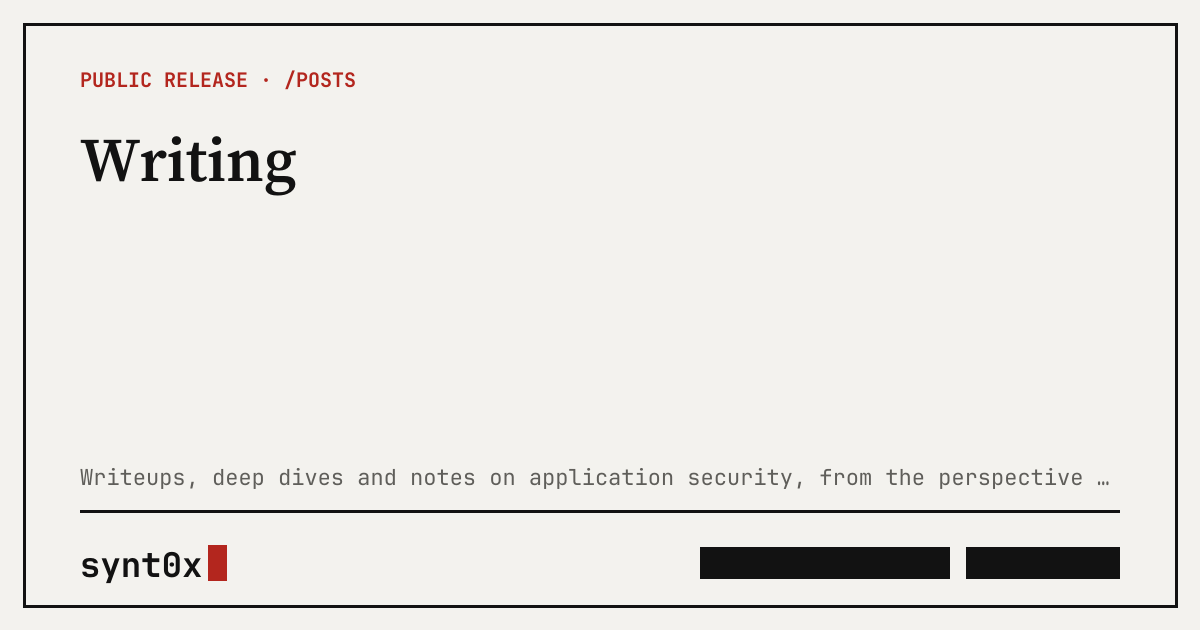 PUBLIC RELEASE · /POSTS
Writing
Writeups, deep dives and notes on application security, from the perspective …
synt0x